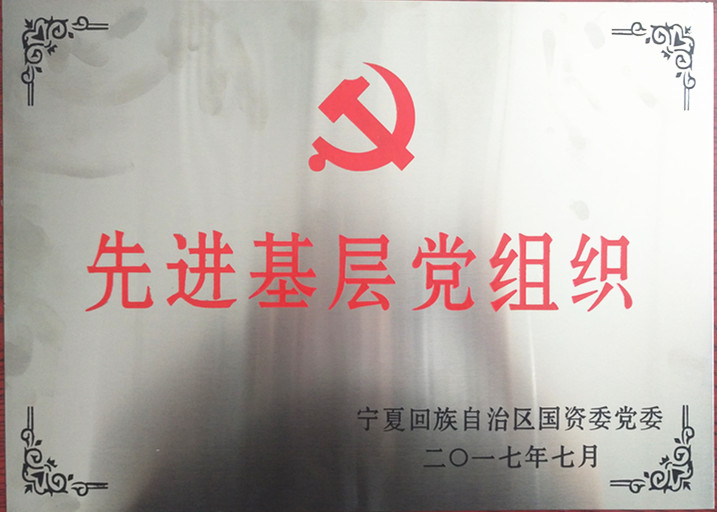 先进基层党组织
宁夏回族自治区国资委党委
二〇一七年七月